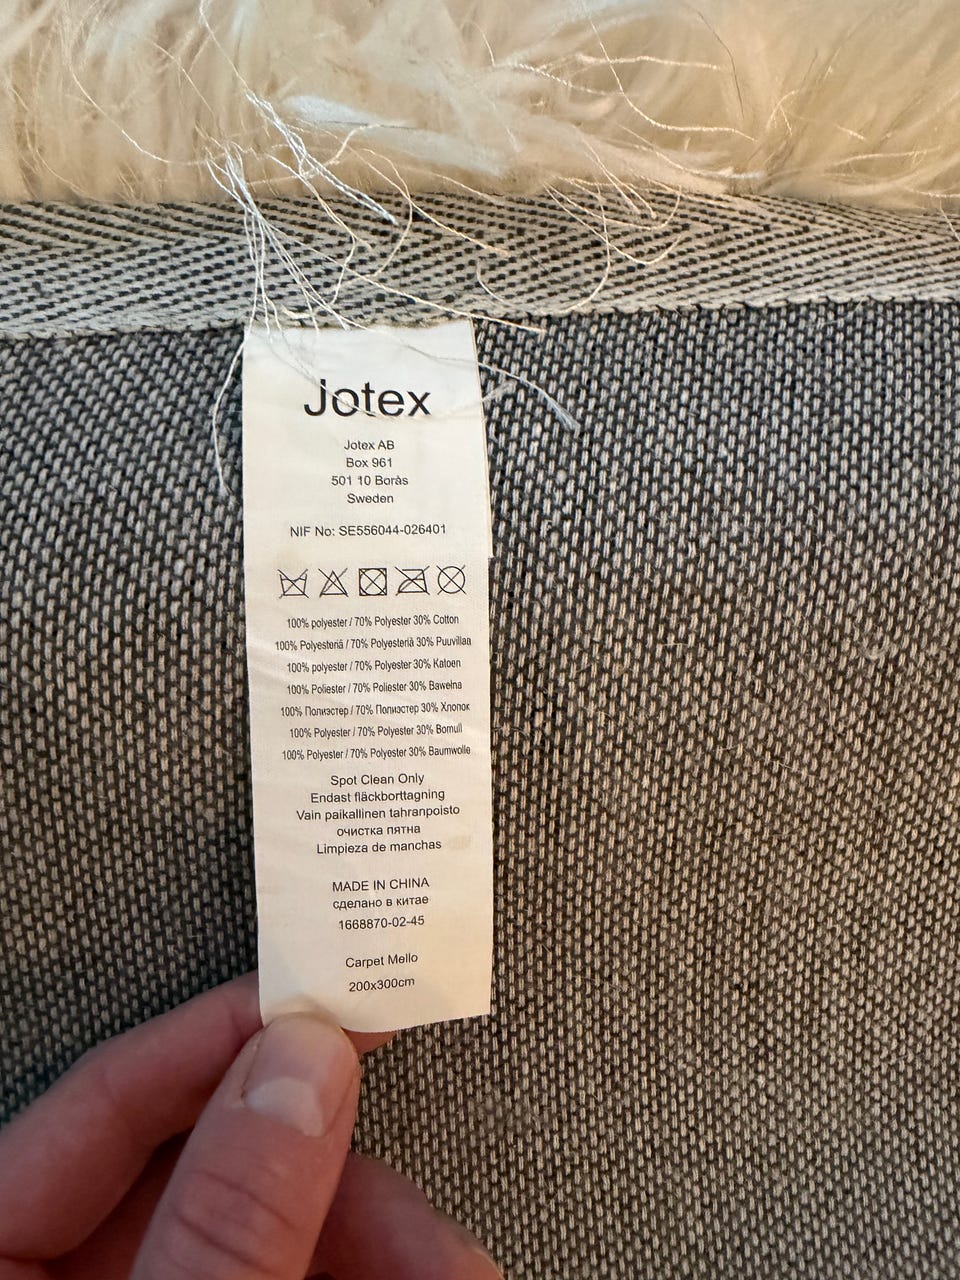 Jotex
Jotex AB
Box 961
501 10 Borås
Sweden
NIF No: SE556044-026401
100% polyester / 70% Polyester 30% Cotton
100% Polyesteriä / 70% Polyesteriä 30% Puuvillan
100% polyester / 70% Polyester 30% Katoen
100% Poliester / 70% Poliester 30% Bawełna
100% Полиэстер / 70% Полиэстер 30% Хлопок
100% Polyester / 70% Polyester 30% Bomull
100% Polyester / 70% Polyester 30% Baumwolle
Spot Clean Only
Endast fläckborttagning
Vain paikallinen tahranpoisto
очистка пятна
Limpieza de manchas
MADE IN CHINA
сделано в китае
1668870-02-45
Carpet Mello
200x300cm